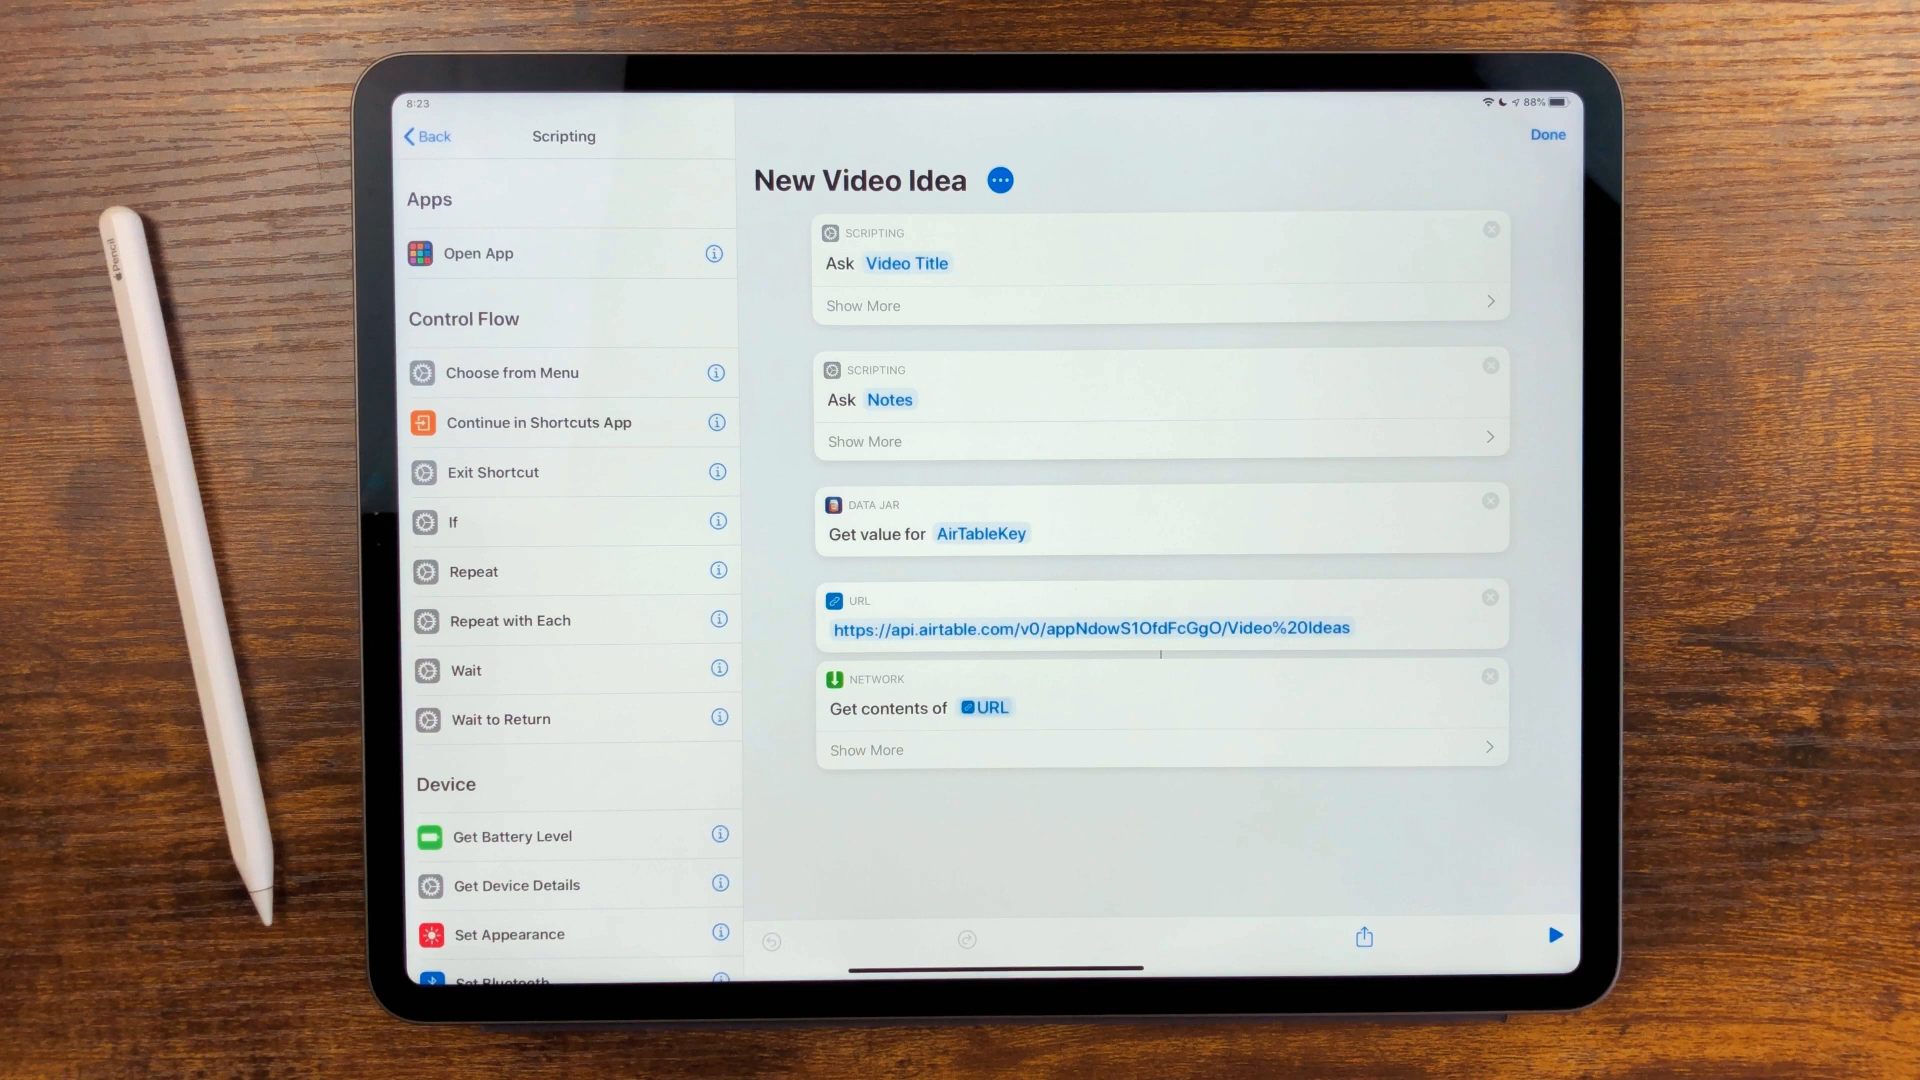 8:23
88%
Back
Scripting
Apps
Open App
Control Flow
Choose from Menu
Continue in Shortcuts App
Exit Shortcut
If
Repeat
Repeat with Each
Wait
Wait to Return
Device
Get Battery Level
Get Device Details
Set Appearance
Set Bluetooth
Done
New Video Idea
SCRIPTING
Ask Video Title
Show More
SCRIPTING
Ask Notes
Show More
DATA JAR
Get value for AirTableKey
URL
https://api.airtable.com/v0/appNdowS1OfdFcGgO/Video%20Ideas
NETWORK
Get contents of URL
Show More
Pencil